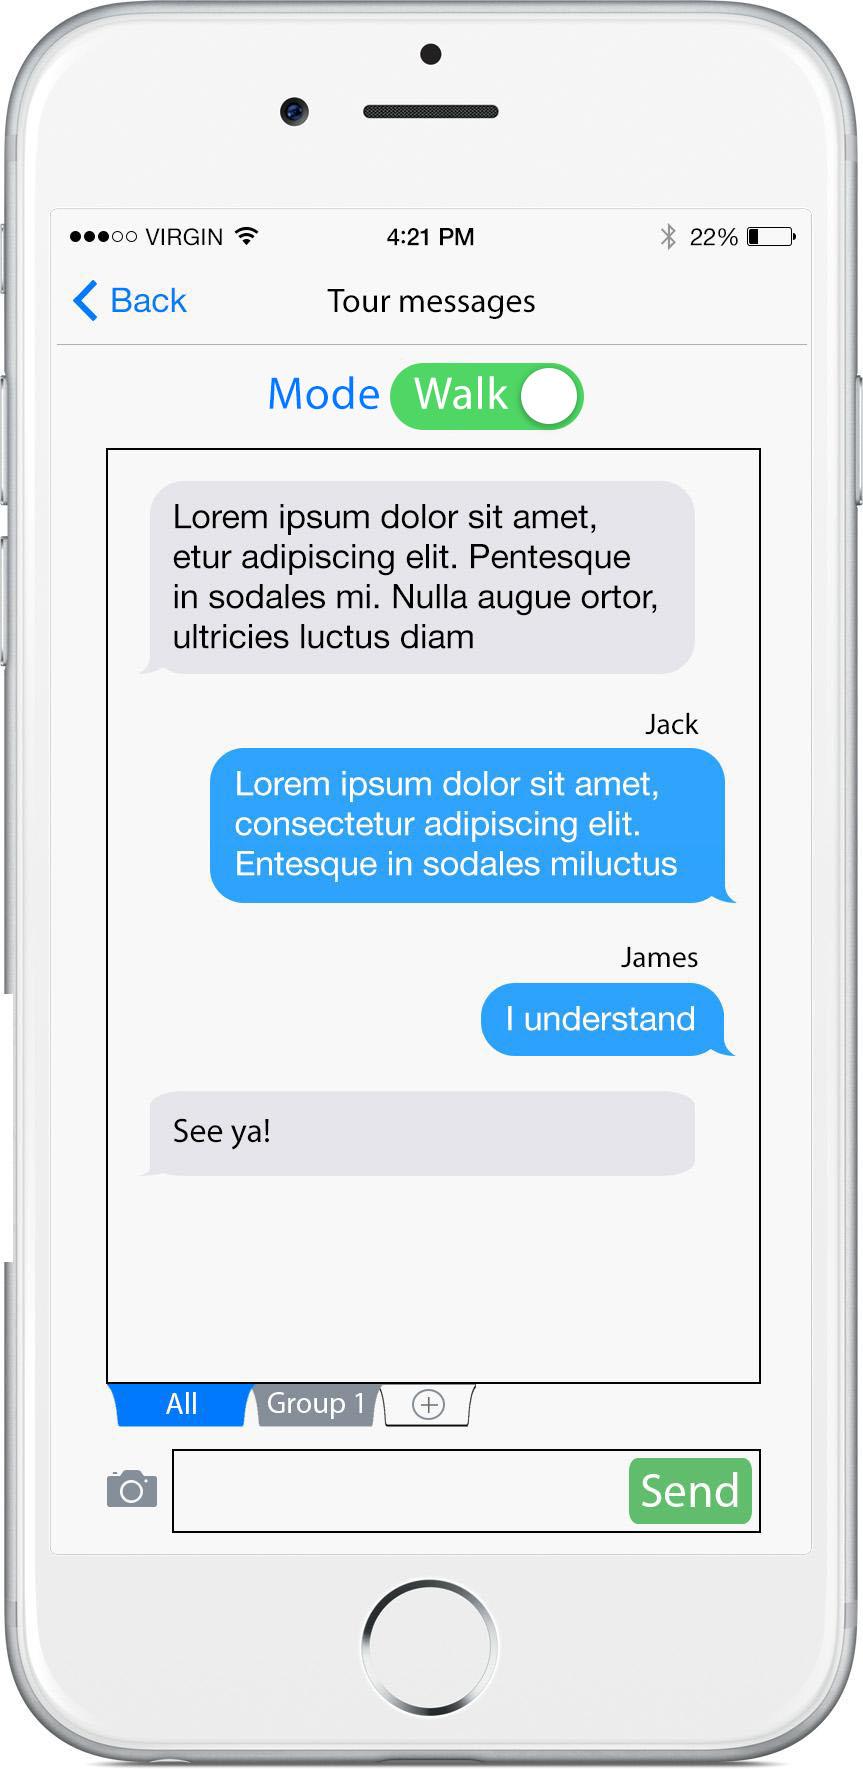 VIRGIN 4:21 PM 22%
Back Tour messages
Mode Walk
Lorem ipsum dolor sit amet,
etur adipiscing elit. Pentesque
in sodales mi. Nulla augue ortor,
ultricies luctus diam
Jack
Lorem ipsum dolor sit amet,
consectetur adipiscing elit.
Entesque in sodales miluctus
James
I understand
See ya!
All Group 1
Send